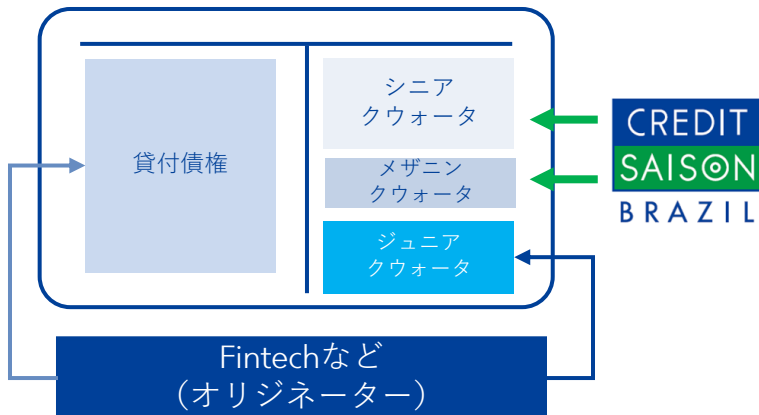 貸付債権
シニア
クウォータ
メザニン
クウォータ
ジュニア
クウォータ
CREDIT
SAISON
BRAZIL
Fintechなど
（オリジネーター）